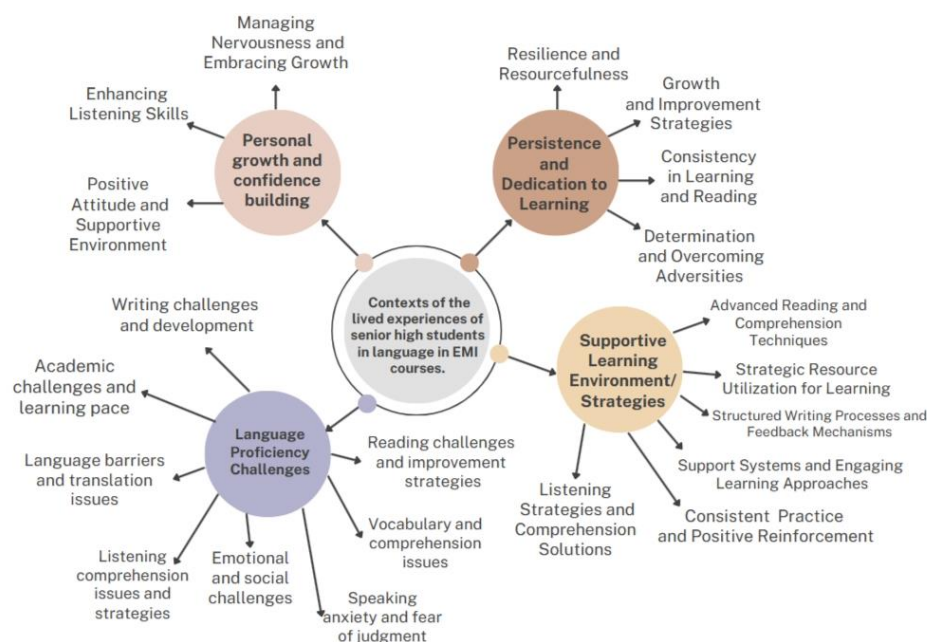 Managing
Nervousness and
Embracing Growth
Enhancing
Listening Skills
Positive
Attitude and
Supportive
Environment
Personal
growth and
confidence
building
Resilience and
Resourcefulness
Growth
and Improvement
Strategies
Consistency
in Learning
and Reading
Determination
and Overcoming
Adversities
Persistence
and
Dedication to
Learning
Contexts of the
lived experiences of
senior high students
in language in EMI
courses.
Writing challenges
and development
Academic
challenges and
learning pace
Language barriers
and translation
issues
Listening
comprehension
issues and
strategies
Emotional
and social
challenges
Speaking
anxiety and fear
of judgment
Vocabulary and
comprehension
issues
Reading challenges
and improvement
strategies
Language
Proficiency
Challenges
Supportive
Learning
Environment/
Strategies
Advanced Reading and
Comprehension
Techniques
Strategic Resource
Utilization for Learning
Structured Writing Processes and
Feedback Mechanisms
Support Systems and Engaging
Learning Approaches
Consistent Practice
and Positive Reinforcement
Listening
Strategies and
Comprehension
Solutions